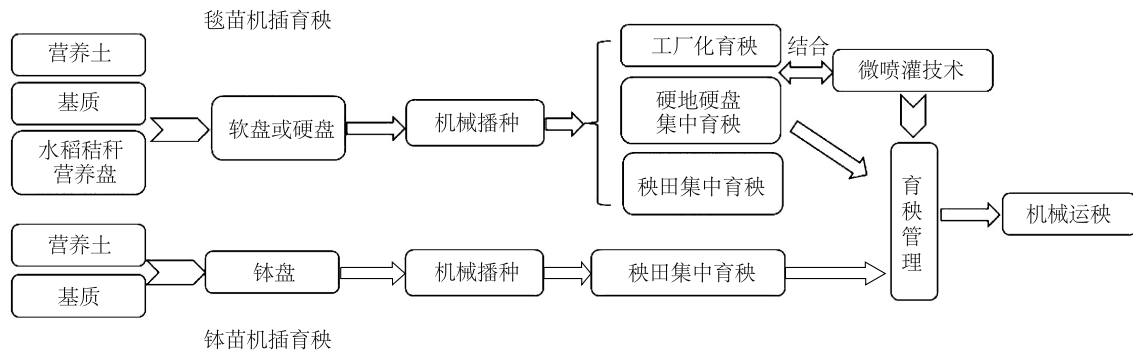 毯苗机插育秧
营养土
基质
水稻秸秆
营养盘
软盘或硬盘
机械播种
工厂化育秧
硬地硬盘
集中育秧
秧田集中育秧
结合
微喷灌技术
育秧管理
机械运秧
营养土
基质
钵盘
机械播种
秧田集中育秧
钵苗机插育秧